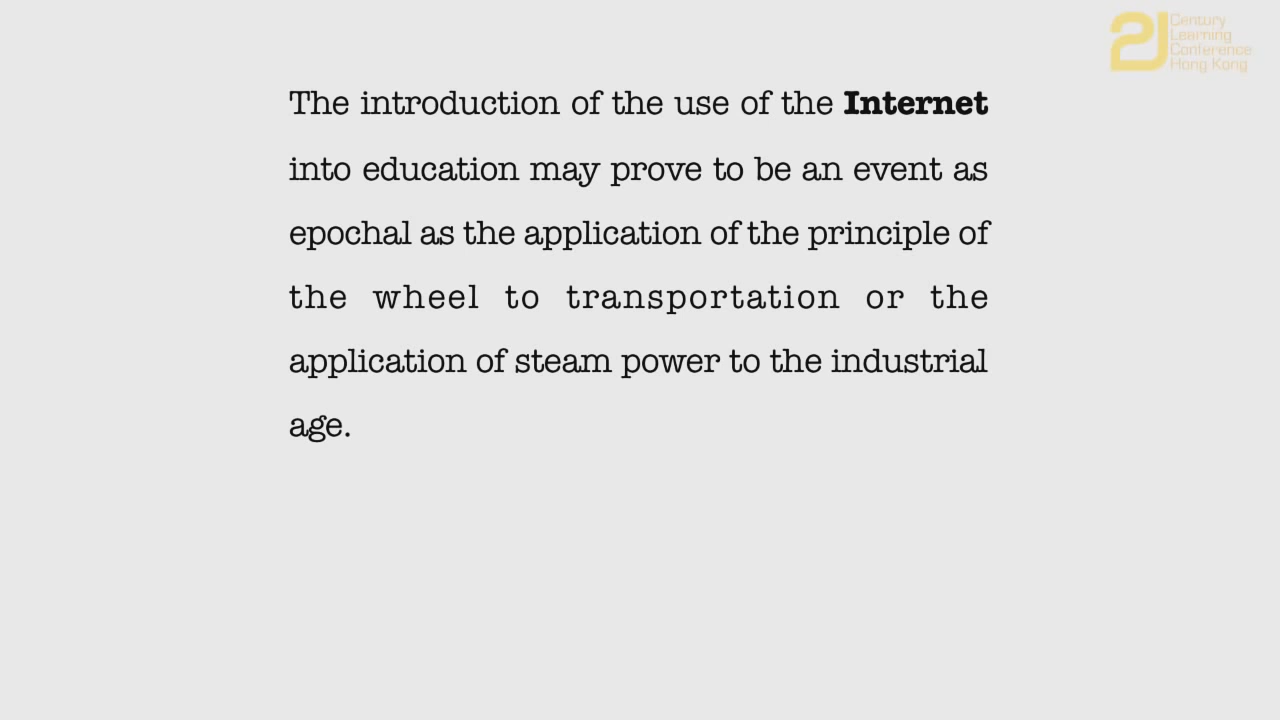 Century
Learning
Conference
Hong Kong
21
The introduction of the use of the Internet
into education may prove to be an event as
epochal as the application of the principle of
the wheel to transportation or the
application of steam power to the industrial
age.